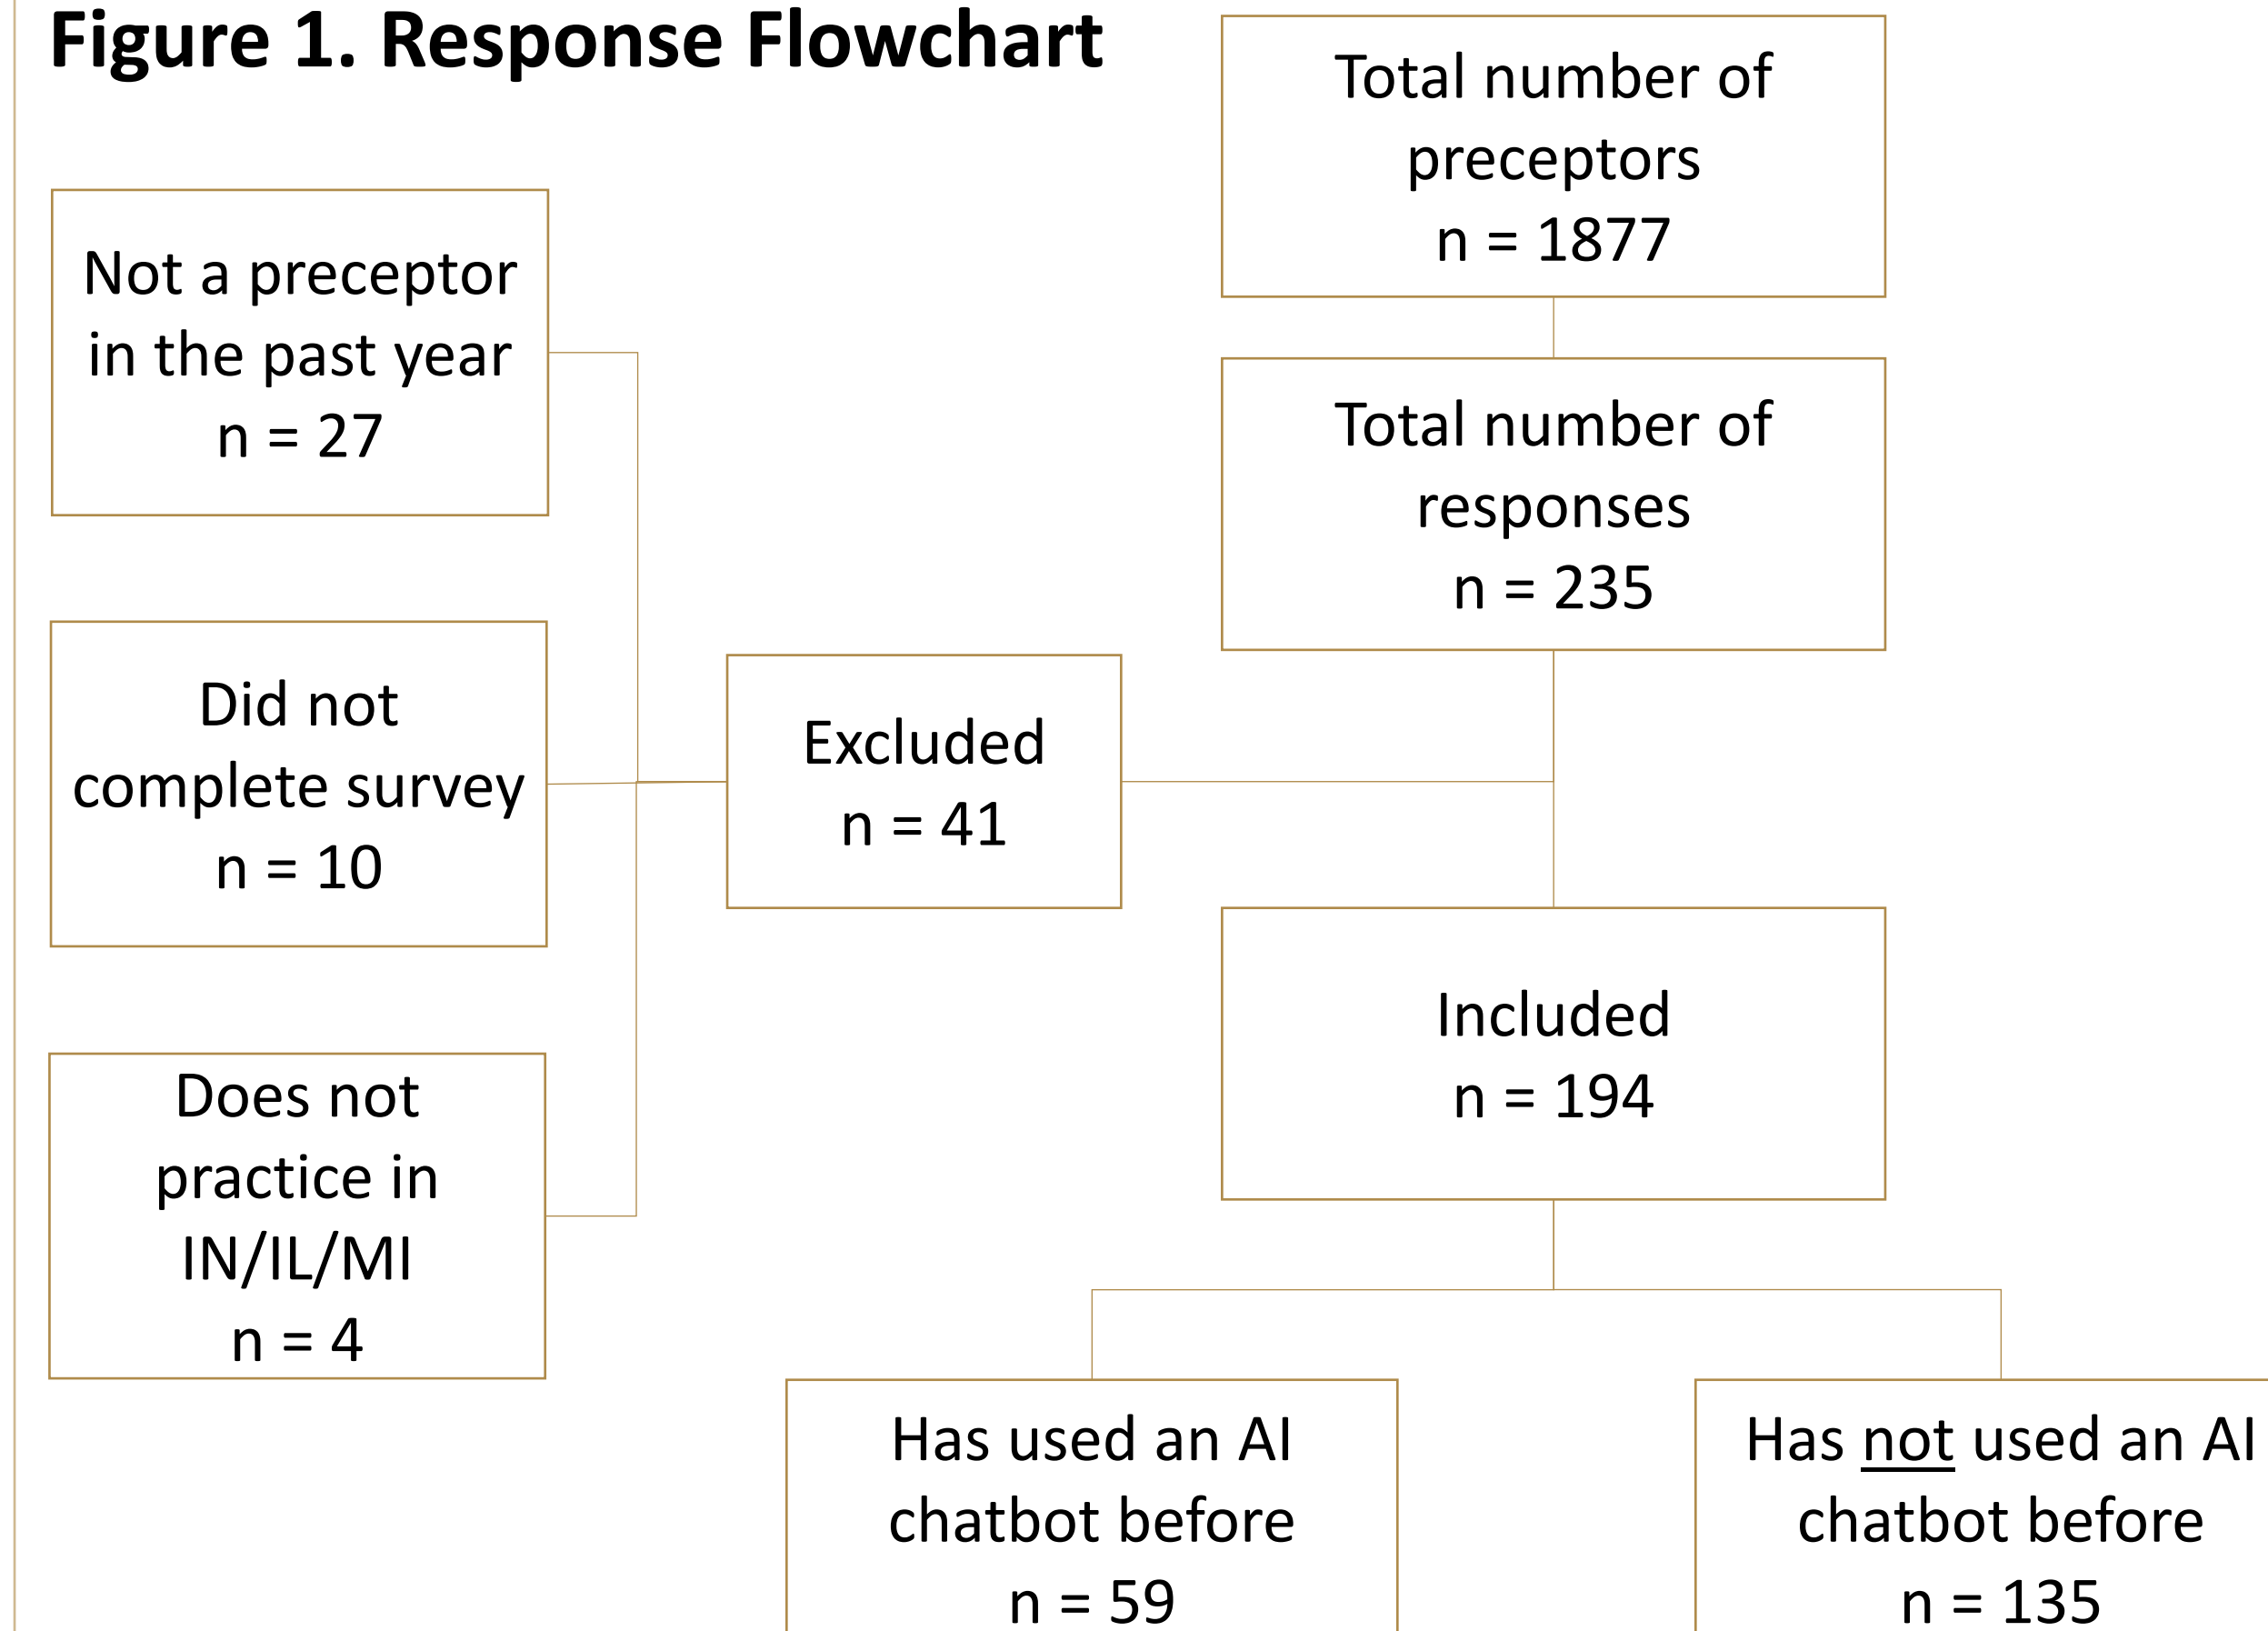 Figure 1. Response Flowchart
Total number of
preceptors
n = 1877
Total number of
responses
n = 235
Not a preceptor
in the past year
n = 27
Did not
complete survey
n = 10
Does not
practice in
IN/IL/MI
n = 4
Excluded
n = 41
Included
n = 194
Has used an AI
chatbot before
n = 59
Has not used an AI
chatbot before
n = 135